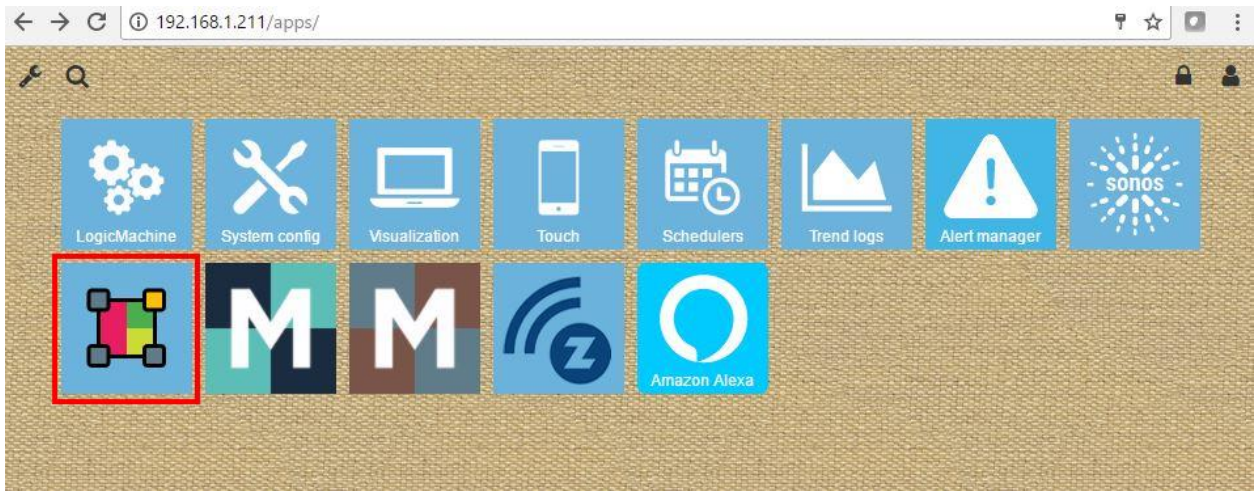 192.168.1.211/apps/
LogicMachine System config Visualization Touch Schedulers Trend logs Alert manager sonos
M M Z Amazon Alexa